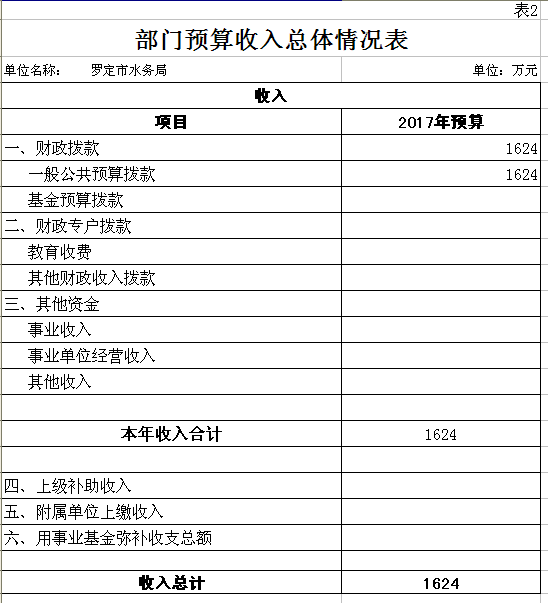 表2
部门预算收入总体情况表
单位名称： 罗定市水务局 单位：万元
收入
项目 2017年预算
一、财政拨款 1624
一般公共预算拨款 1624
基金预算拨款
二、财政专户拨款
教育收费
其他财政收入拨款
三、其他资金
事业收入
事业单位经营收入
其他收入
本年收入合计 1624
四、上级补助收入
五、附属单位上缴收入
六、用事业基金弥补收支总额
收入总计 1624